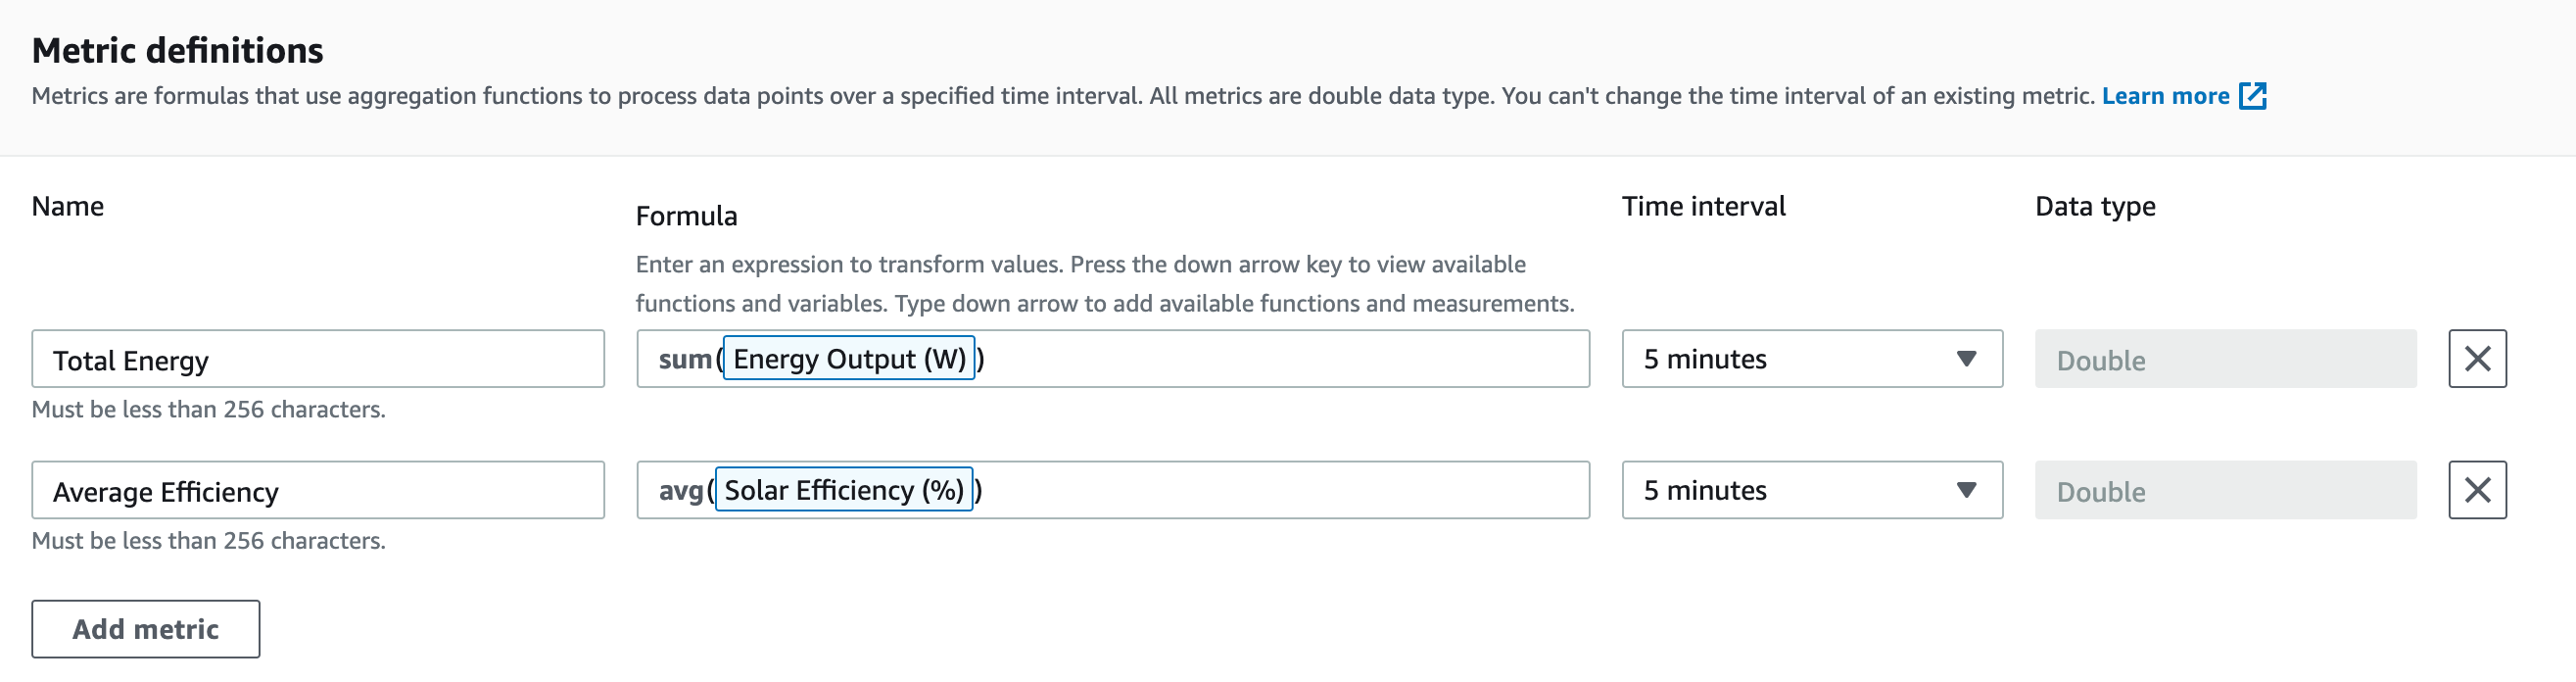 Metric definitions
Metrics are formulas that use aggregation functions to process data points over a specified time interval. All metrics are double data type. You can't change the time interval of an existing metric. Learn more
Name
Formula
Time interval
Data type
Enter an expression to transform values. Press the down arrow key to view available
functions and variables. Type down arrow to add available functions and measurements.
Total Energy
sum( Energy Output (W) )
5 minutes
Double
Must be less than 256 characters.
Average Efficiency
avg( Solar Efficiency (%) )
5 minutes
Double
Must be less than 256 characters.
Add metric